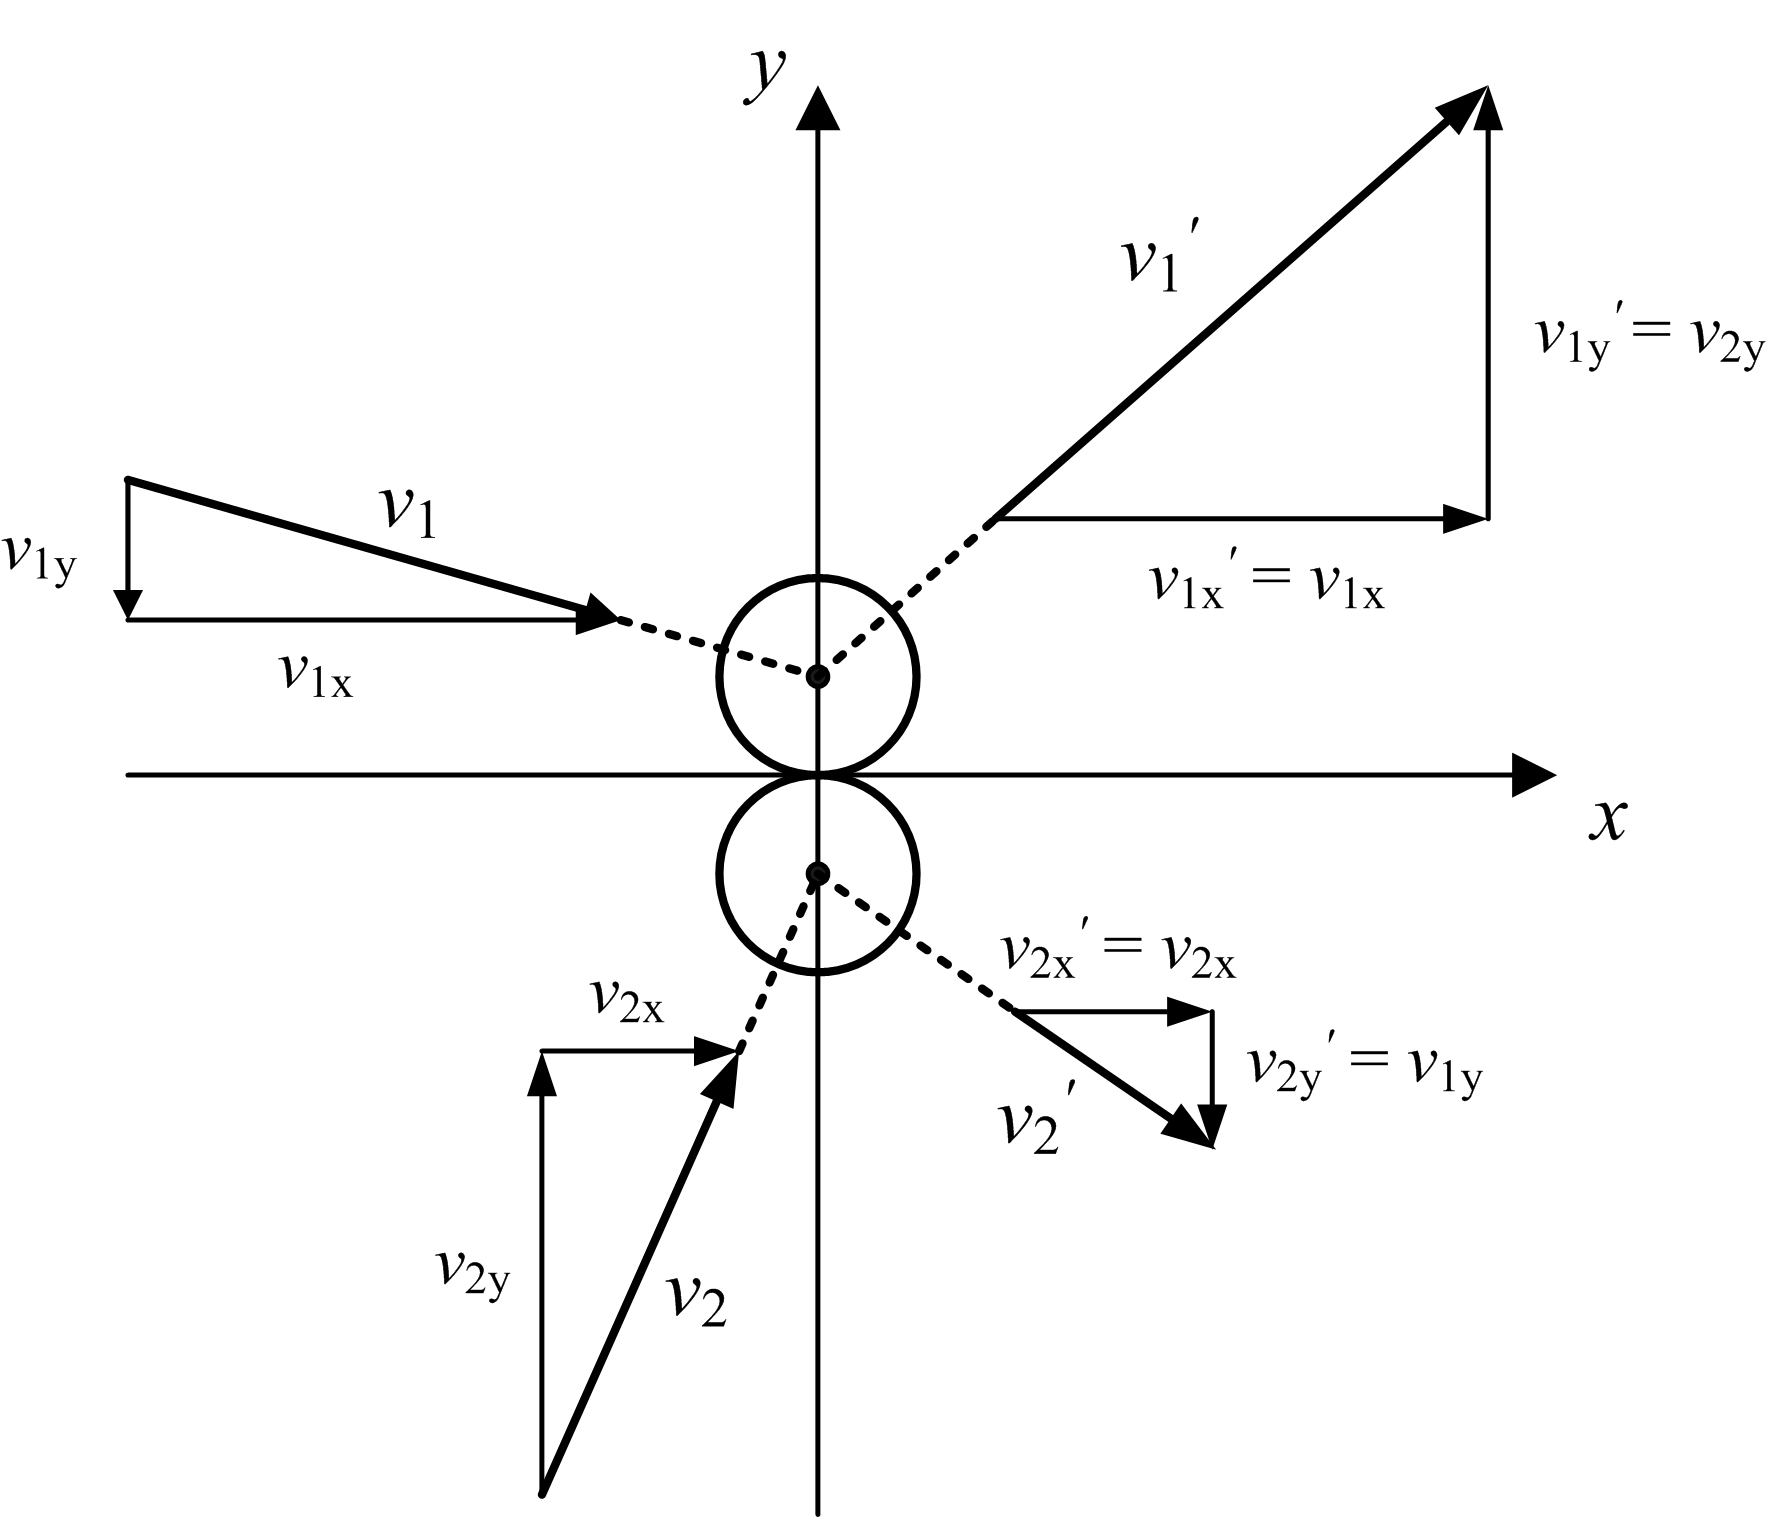 y
v1′
v1y′ = v2y
v1
v1y
v1x′ = v1x
v1x
x
v2x′ = v2x
v2x
v2y′ = v1y
v2′
v2y
v2